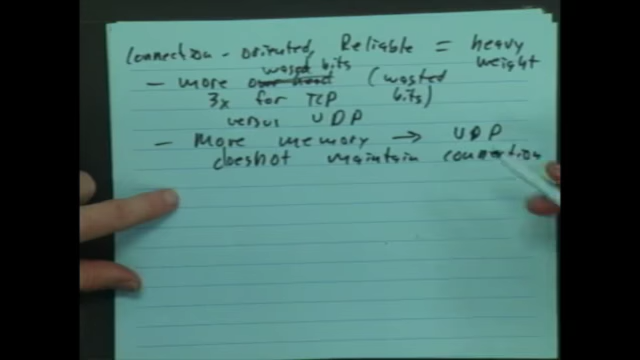 Connection-oriented, Reliable = heavy weight
- more wasted bits (wasted bits)
3x for TCP
versus UDP
- More memory → UDP
doesnot maintain connection